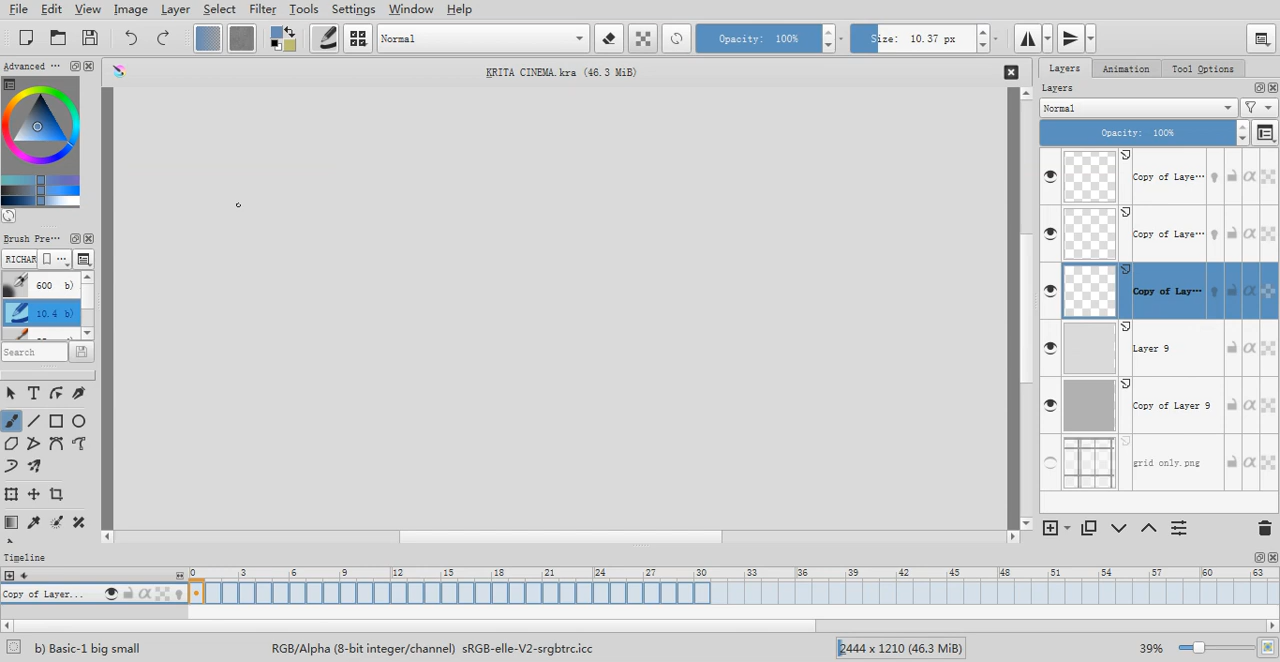 File Edit View Image Layer Select Filter Tools Settings Window Help
Normal Opacity: 100% Size: 10.37 px
Advanced ...
KRITA CINEMA.kra (46.3 MiB)
Layers Animation Tool Options
Layers
Normal
Opacity: 100%
Copy of Laye...
Copy of Laye...
Copy of Lay...
Layer 9
Copy of Layer 9
grid only.png
Brush Pre...
RICHAR ...
600 b)
10.4 b)
Search
Timeline
0 3 6 9 12 15 18 21 24 27 30 33 36 39 42 45 48 51 54 57 60 63
Copy of Layer...
b) Basic-1 big small RGB/Alpha (8-bit integer/channel) sRGB-elle-V2-srgbtrc.icc 2444 x 1210 (46.3 MiB) 39%